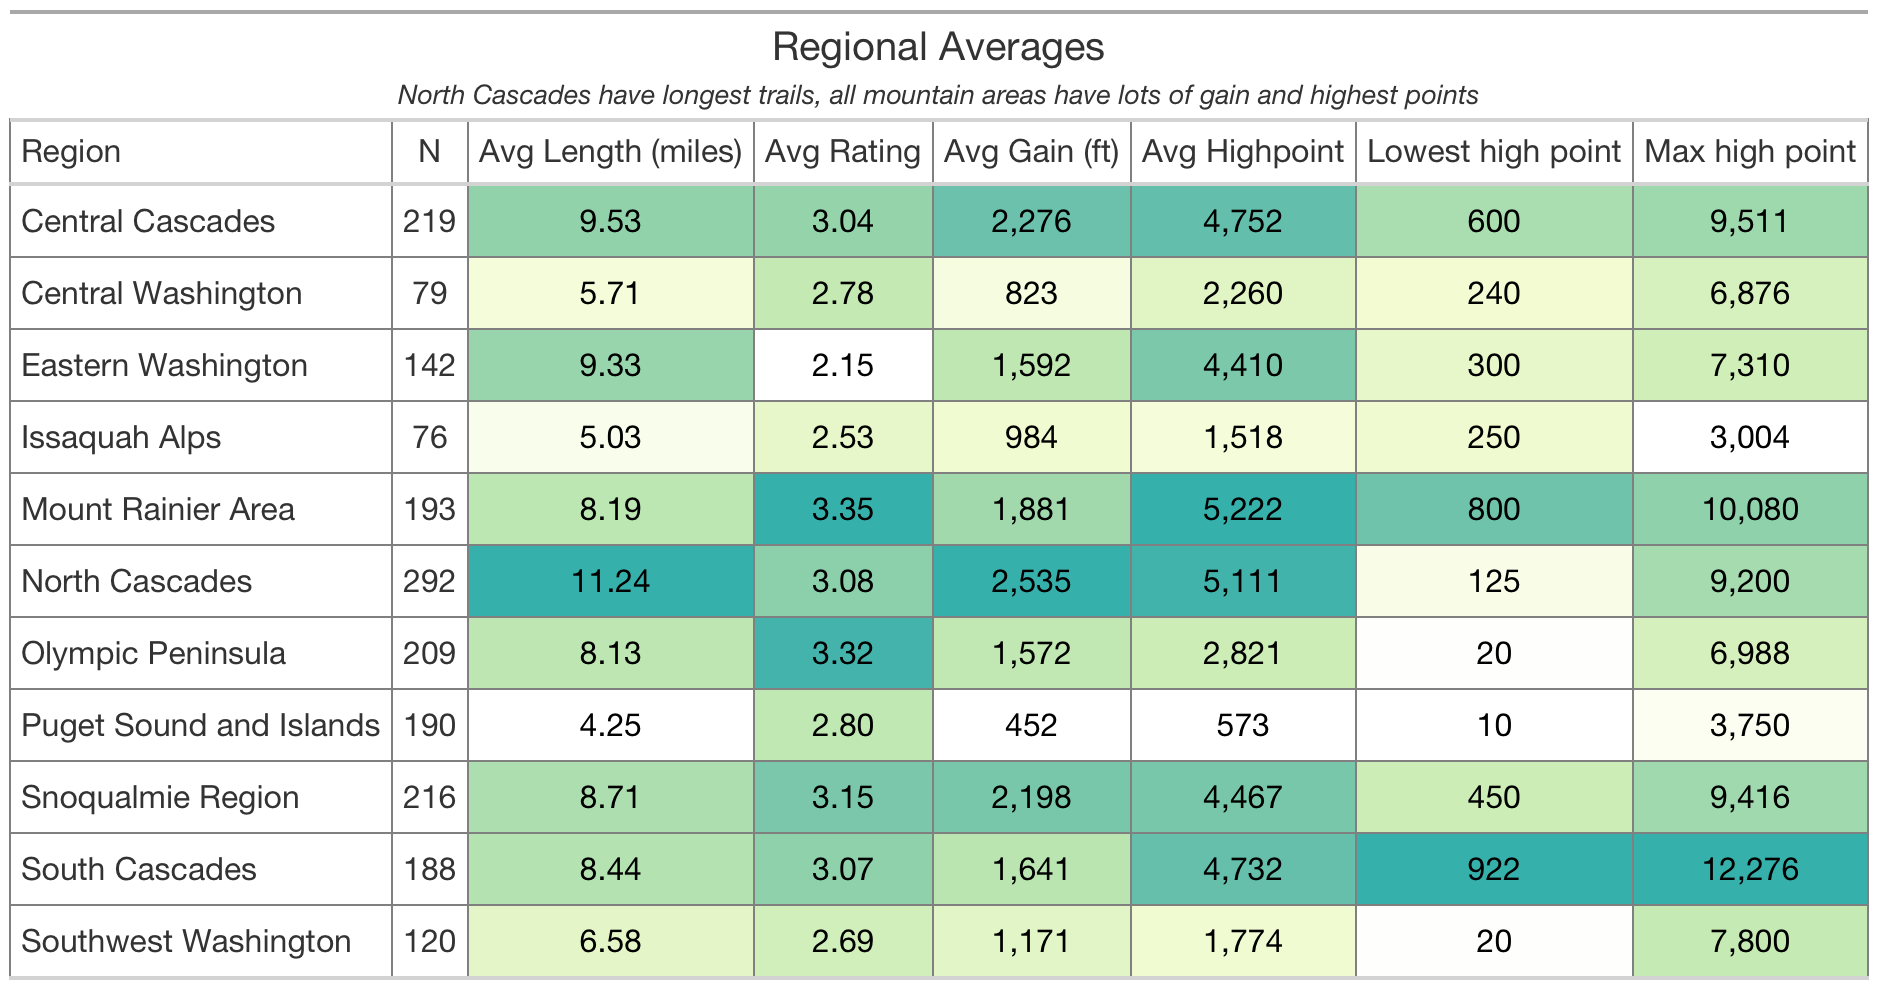 Regional Averages
North Cascades have longest trails, all mountain areas have lots of gain and highest points
Region N Avg Length (miles) Avg Rating Avg Gain (ft) Avg Highpoint Lowest high point Max high point
Central Cascades 219 9.53 3.04 2,276 4,752 600 9,511
Central Washington 79 5.71 2.78 823 2,260 240 6,876
Eastern Washington 142 9.33 2.15 1,592 4,410 300 7,310
Issaquah Alps 76 5.03 2.53 984 1,518 250 3,004
Mount Rainier Area 193 8.19 3.35 1,881 5,222 800 10,080
North Cascades 292 11.24 3.08 2,535 5,111 125 9,200
Olympic Peninsula 209 8.13 3.32 1,572 2,821 20 6,988
Puget Sound and Islands 190 4.25 2.80 452 573 10 3,750
Snoqualmie Region 216 8.71 3.15 2,198 4,467 450 9,416
South Cascades 188 8.44 3.07 1,641 4,732 922 12,276
Southwest Washington 120 6.58 2.69 1,171 1,774 20 7,800